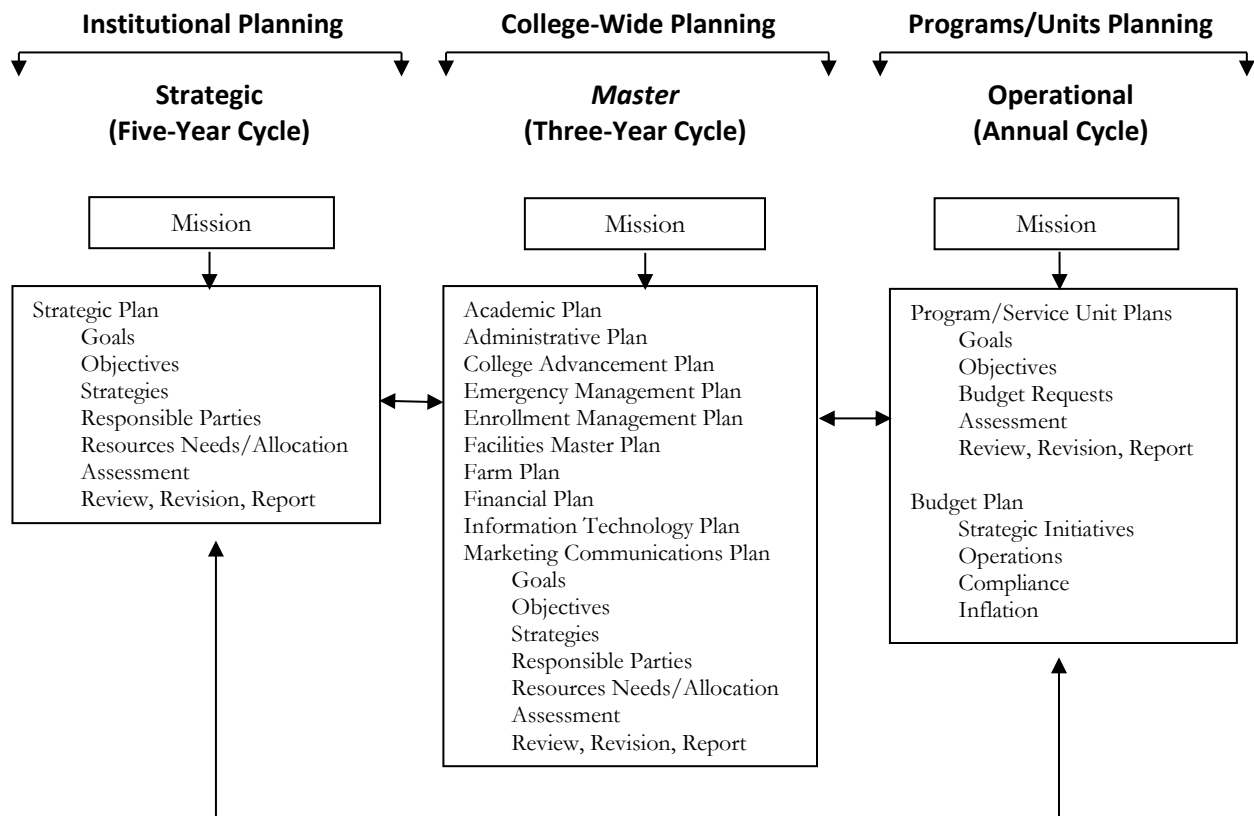 Institutional Planning
Strategic
(Five-Year Cycle)
Mission
Strategic Plan
Goals
Objectives
Strategies
Responsible Parties
Resources Needs/Allocation
Assessment
Review, Revision, Report
College-Wide Planning
Master
(Three-Year Cycle)
Mission
Academic Plan
Administrative Plan
College Advancement Plan
Emergency Management Plan
Enrollment Management Plan
Facilities Master Plan
Farm Plan
Financial Plan
Information Technology Plan
Marketing Communications Plan
Goals
Objectives
Strategies
Responsible Parties
Resources Needs/Allocation
Assessment
Review, Revision, Report
Programs/Units Planning
Operational
(Annual Cycle)
Mission
Program/Service Unit Plans
Goals
Objectives
Budget Requests
Assessment
Review, Revision, Report
Budget Plan
Strategic Initiatives
Operations
Compliance
Inflation